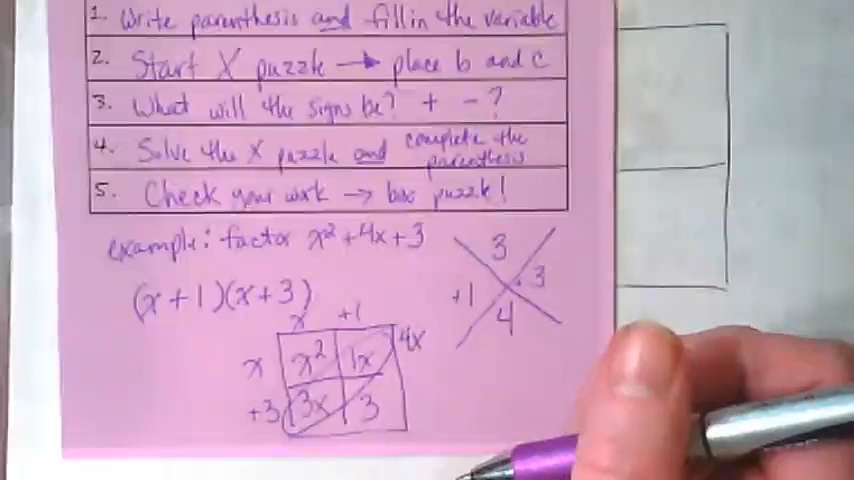 1. Write parenthesis and fill in the variable
2. Start X puzzle → place b and c
3. What will the signs be? + - ?
4. Solve the X puzzle and complete the parenthesis
5. Check your work → box puzzle!
example: factor x² + 4x + 3
(x + 1)(x + 3)
3
+1 3
4
x +1
4x
x x² 1x
+3 3x 3